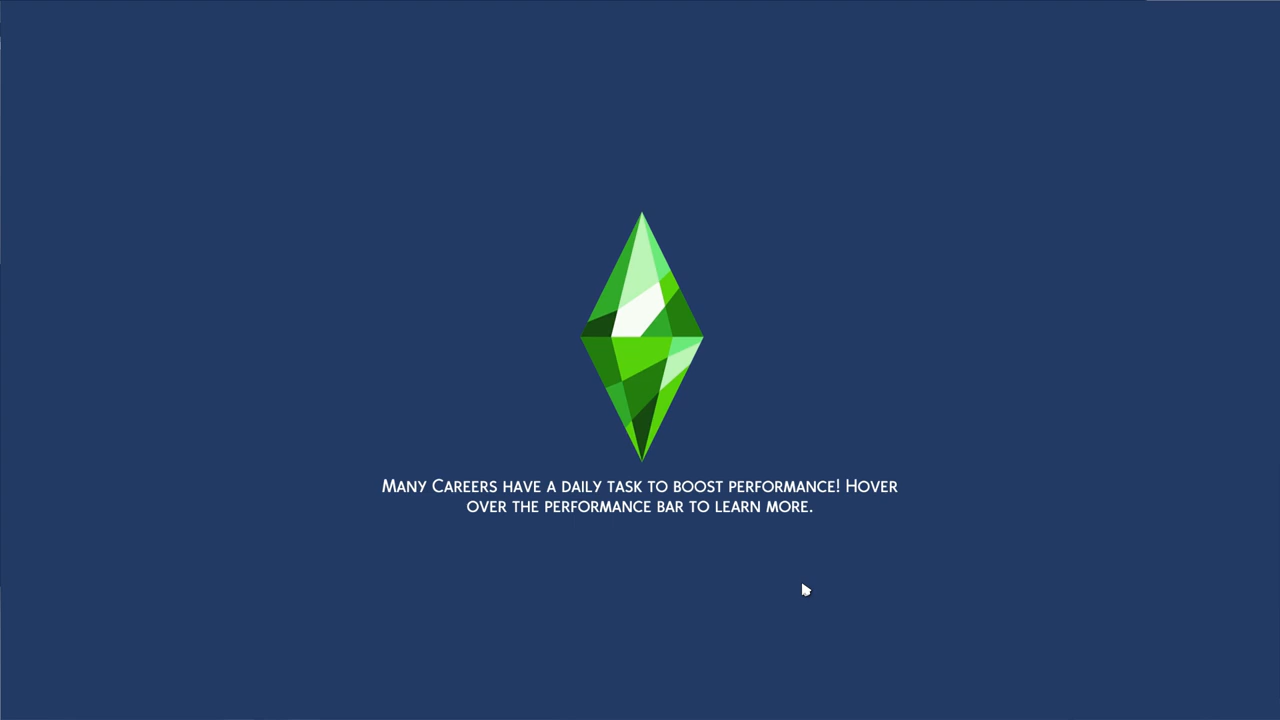 Many Careers have a daily task to boost performance! Hover
over the performance bar to learn more.